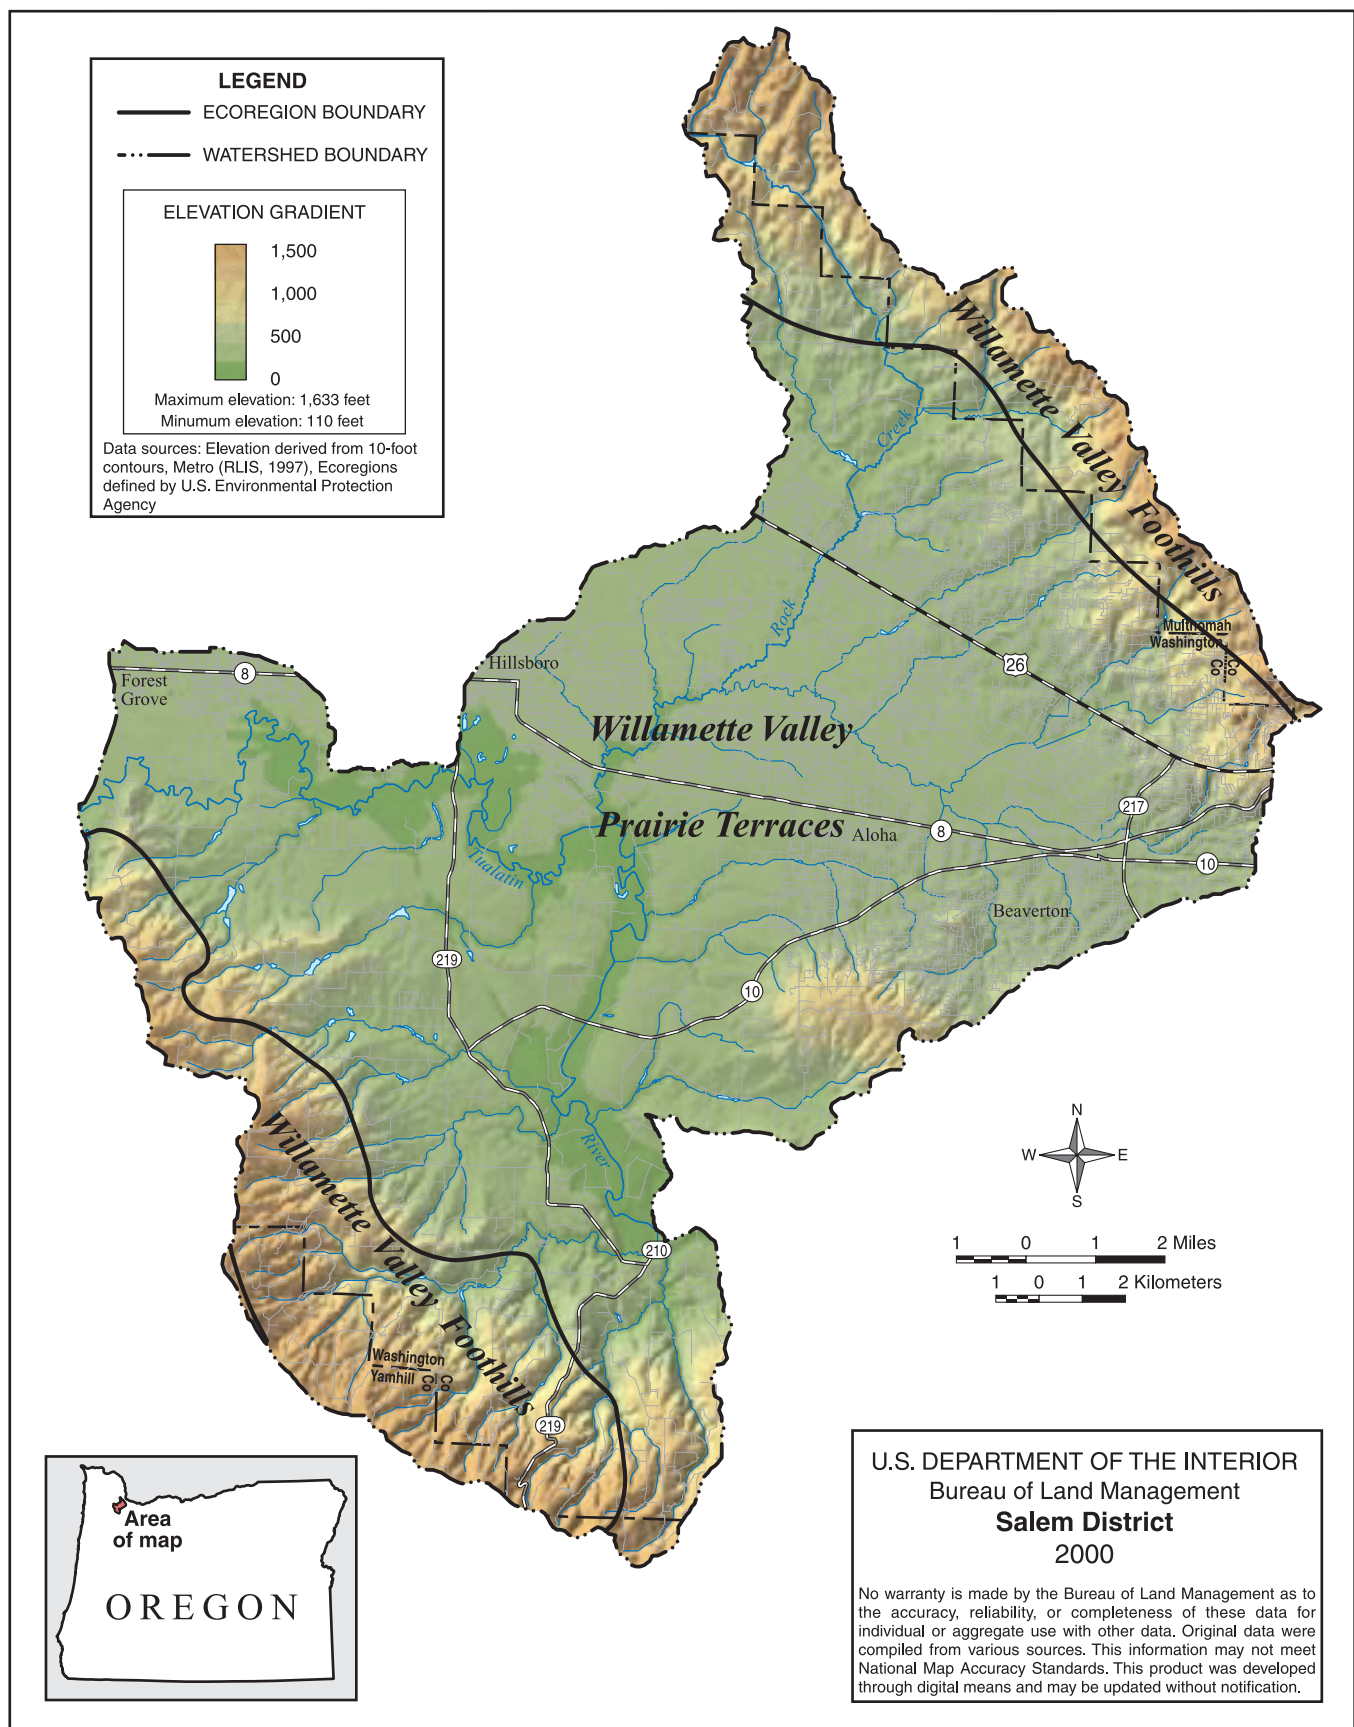 LEGEND
ECOREGION BOUNDARY
WATERSHED BOUNDARY
ELEVATION GRADIENT
1,500
1,000
500
0
Maximum elevation: 1,633 feet
Minumum elevation: 110 feet
Data sources: Elevation derived from 10-foot
contours, Metro (RLIS, 1997), Ecoregions
defined by U.S. Environmental Protection
Agency
Willamette Valley Foothills
Creek
Rock
Multnomah Co
Washington Co
26
Hillsboro
Forest
Grove
8
Willamette Valley
Prairie Terraces
217
Aloha
8
10
Tualatin
Beaverton
219
10
River
Willamette Valley Foothills
210
Washington Co
Yamhill Co
219
N
W E
S
1 0 1 2 Miles
1 0 1 2 Kilometers
Area
of map
OREGON
U.S. DEPARTMENT OF THE INTERIOR
Bureau of Land Management
Salem District
2000
No warranty is made by the Bureau of Land Management as to
the accuracy, reliability, or completeness of these data for
individual or aggregate use with other data. Original data were
compiled from various sources. This information may not meet
National Map Accuracy Standards. This product was developed
through digital means and may be updated without notification.